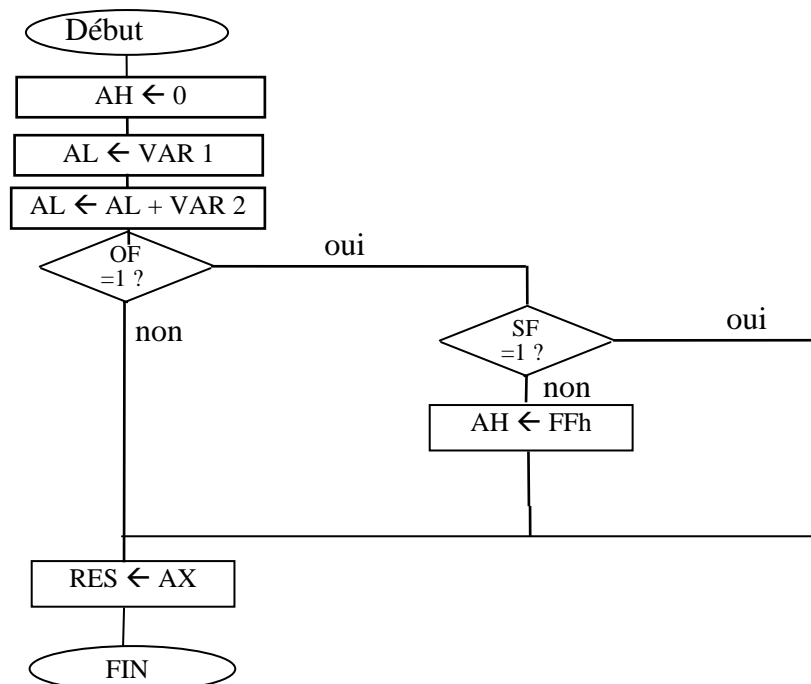 Début
AH ← 0
AL ← VAR 1
AL ← AL + VAR 2
OF
=1 ?
oui
non
SF
=1 ?
oui
non
AH ← FFh
RES ← AX
FIN